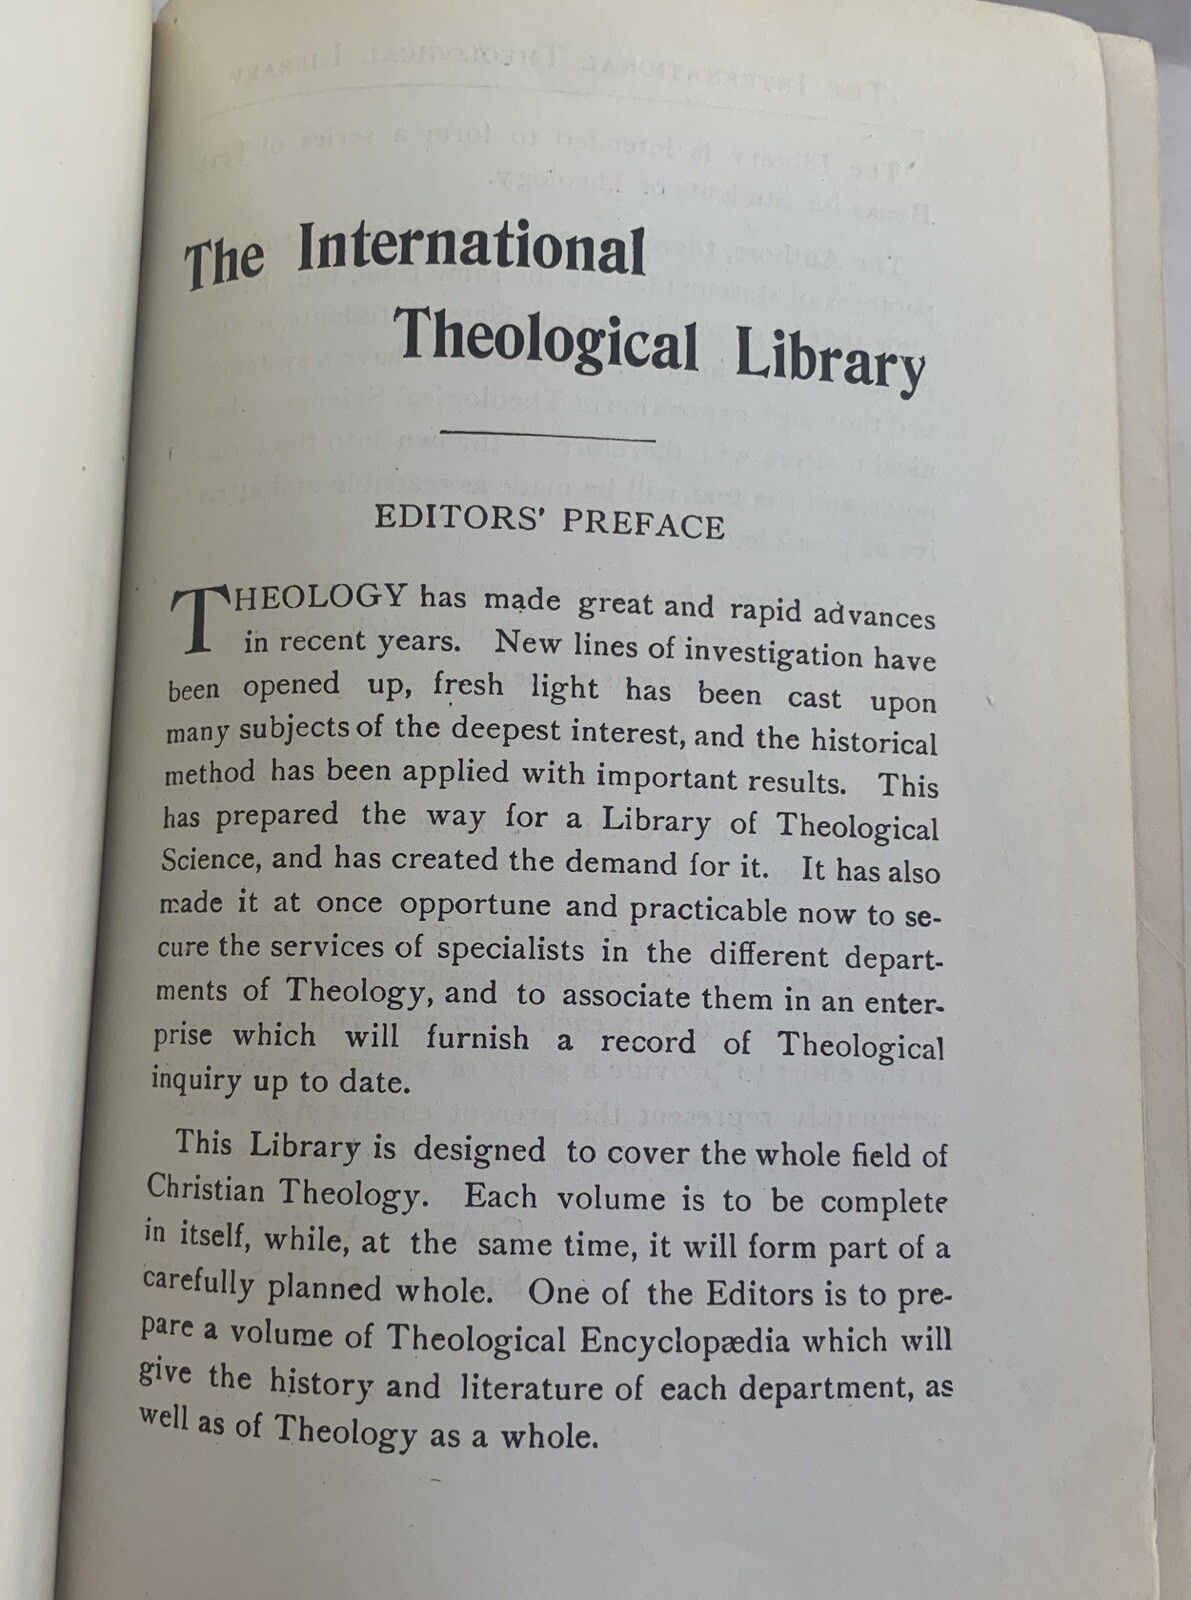 The International
Theological Library
EDITORS' PREFACE
THEOLOGY has made great and rapid advances
in recent years. New lines of investigation have
been opened up, fresh light has been cast upon
many subjects of the deepest interest, and the historical
method has been applied with important results. This
has prepared the way for a Library of Theological
Science, and has created the demand for it. It has also
made it at once opportune and practicable now to se-
cure the services of specialists in the different depart-
ments of Theology, and to associate them in an enter-
prise which will furnish a record of Theological
inquiry up to date.
This Library is designed to cover the whole field of
Christian Theology. Each volume is to be complete
in itself, while, at the same time, it will form part of a
carefully planned whole. One of the Editors is to pre-
pare a volume of Theological Encyclopædia which will
give the history and literature of each department, as
well as of Theology as a whole.